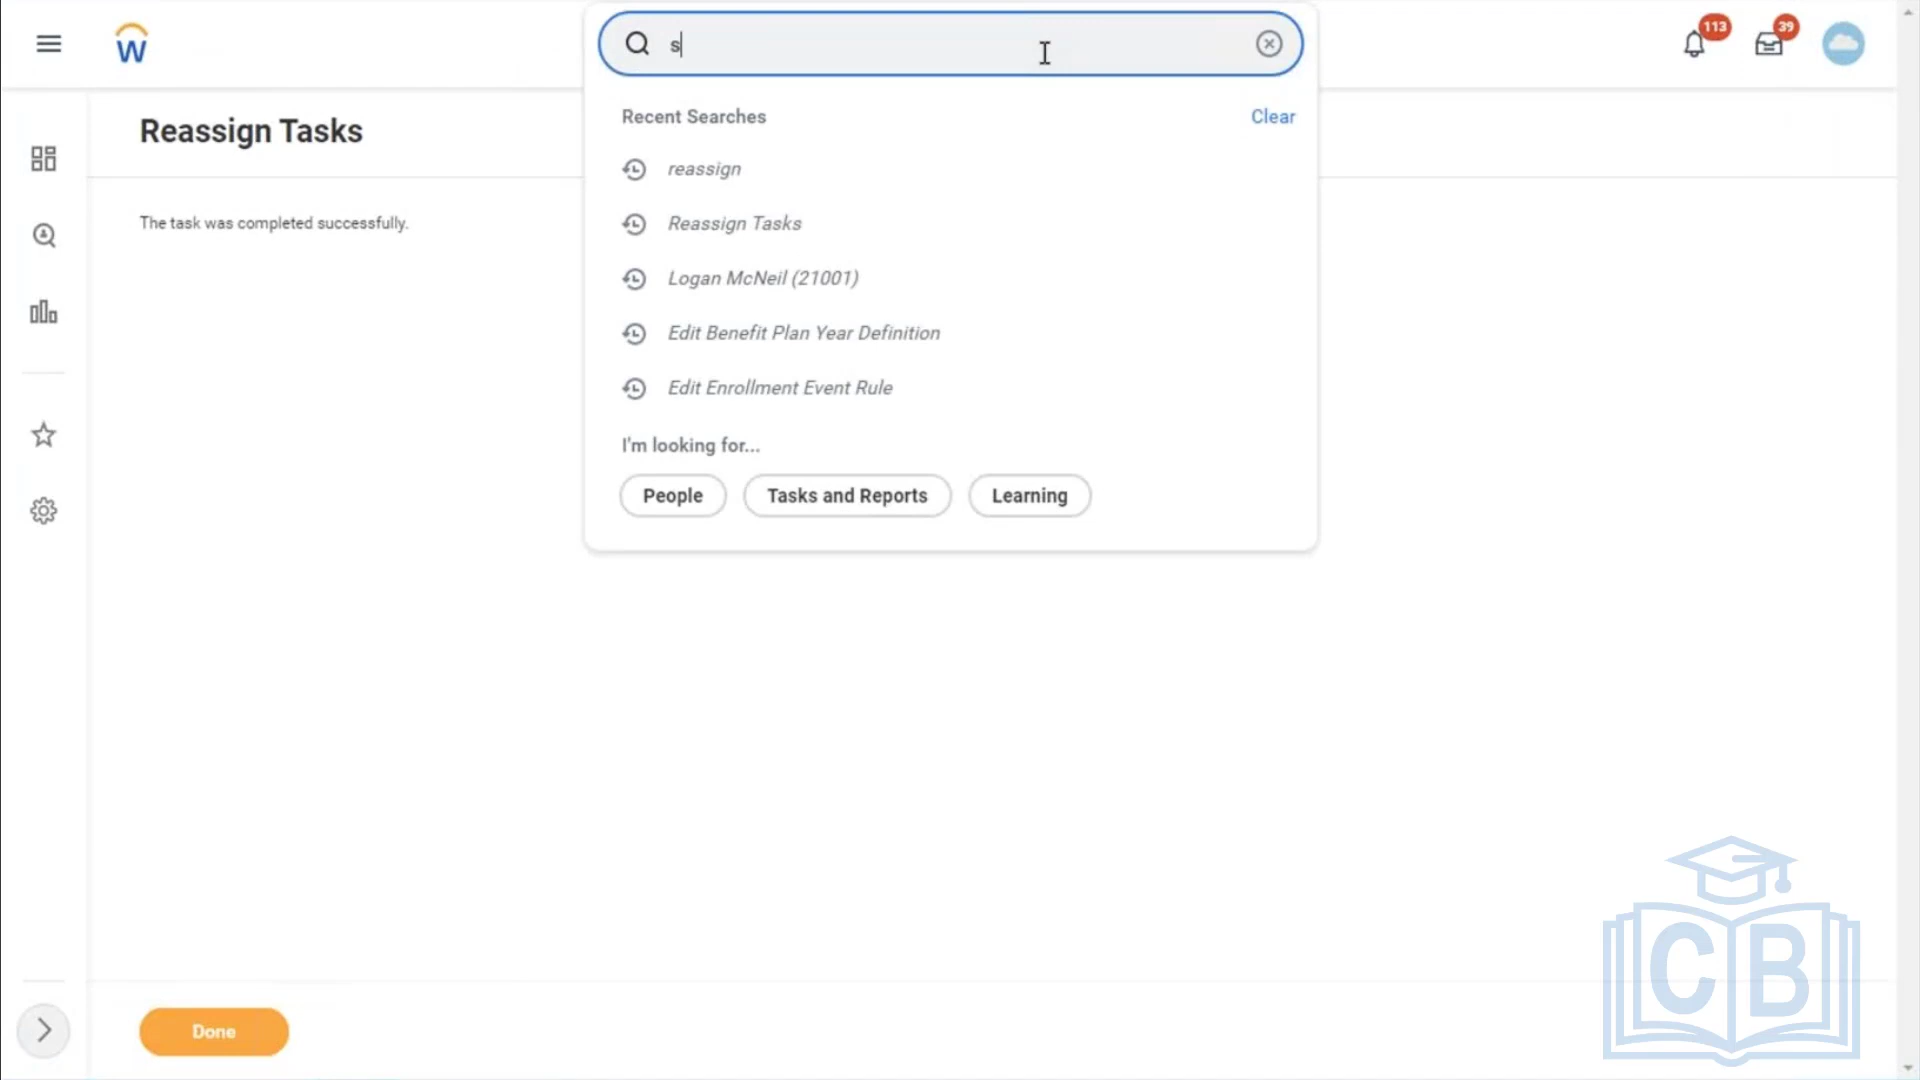 W
s
113
39
Recent Searches
Clear
reassign
Reassign Tasks
Logan McNeil (21001)
Edit Benefit Plan Year Definition
Edit Enrollment Event Rule
I'm looking for...
People
Tasks and Reports
Learning
Reassign Tasks
The task was completed successfully.
Done
CB